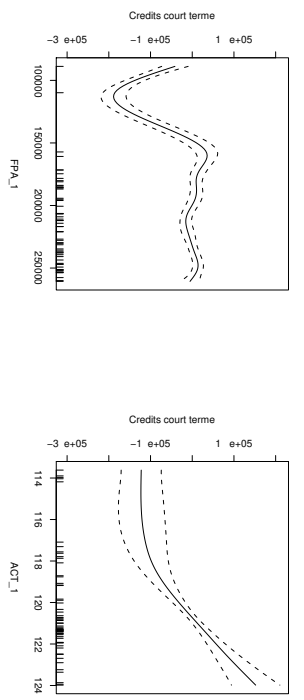 Credits court terme
−3 e+05 −1 e+05 1 e+05
100000 150000 200000 250000
FPA_1
Credits court terme
−3 e+05 −1 e+05 1 e+05
114 116 118 120 122 124
ACT_1